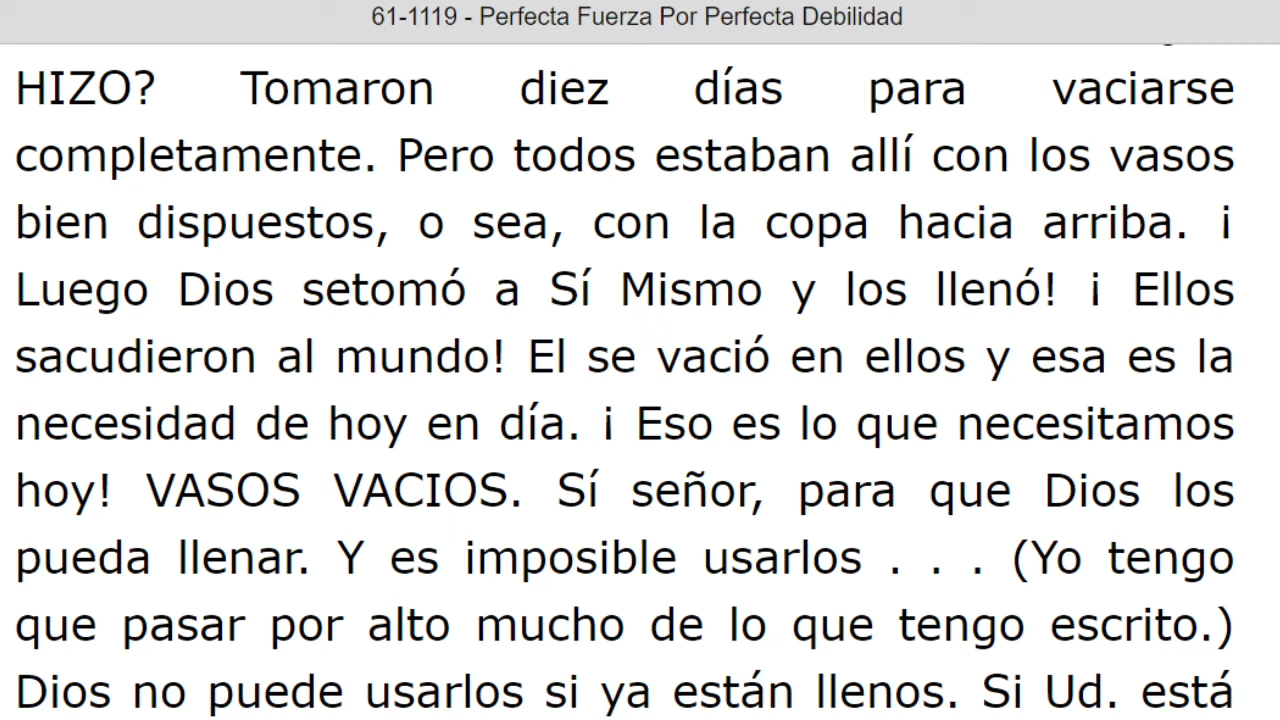 61-1119 - Perfecta Fuerza Por Perfecta Debilidad
HIZO? Tomaron diez días para vaciarse
completamente. Pero todos estaban allí con los vasos
bien dispuestos, o sea, con la copa hacia arriba. ¡
Luego Dios setomó a Sí Mismo y los llenó! ¡ Ellos
sacudieron al mundo! El se vació en ellos y esa es la
necesidad de hoy en día. ¡ Eso es lo que necesitamos
hoy! VASOS VACIOS. Sí señor, para que Dios los
pueda llenar. Y es imposible usarlos . . . (Yo tengo
que pasar por alto mucho de lo que tengo escrito.)
Dios no puede usarlos si ya están llenos. Si Ud. está